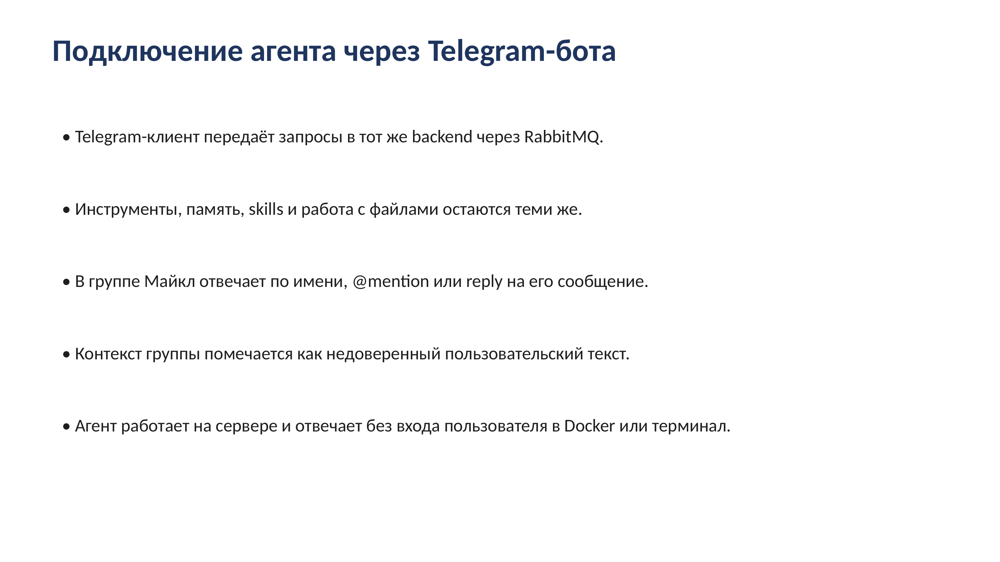 Подключение агента через Telegram-бота
• Telegram-клиент передаёт запросы в тот же backend через RabbitMQ.
• Инструменты, память, skills и работа с файлами остаются теми же.
• В группе Майкл отвечает по имени, @mention или reply на его сообщение.
• Контекст группы помечается как недоверенный пользовательский текст.
• Агент работает на сервере и отвечает без входа пользователя в Docker или терминал.